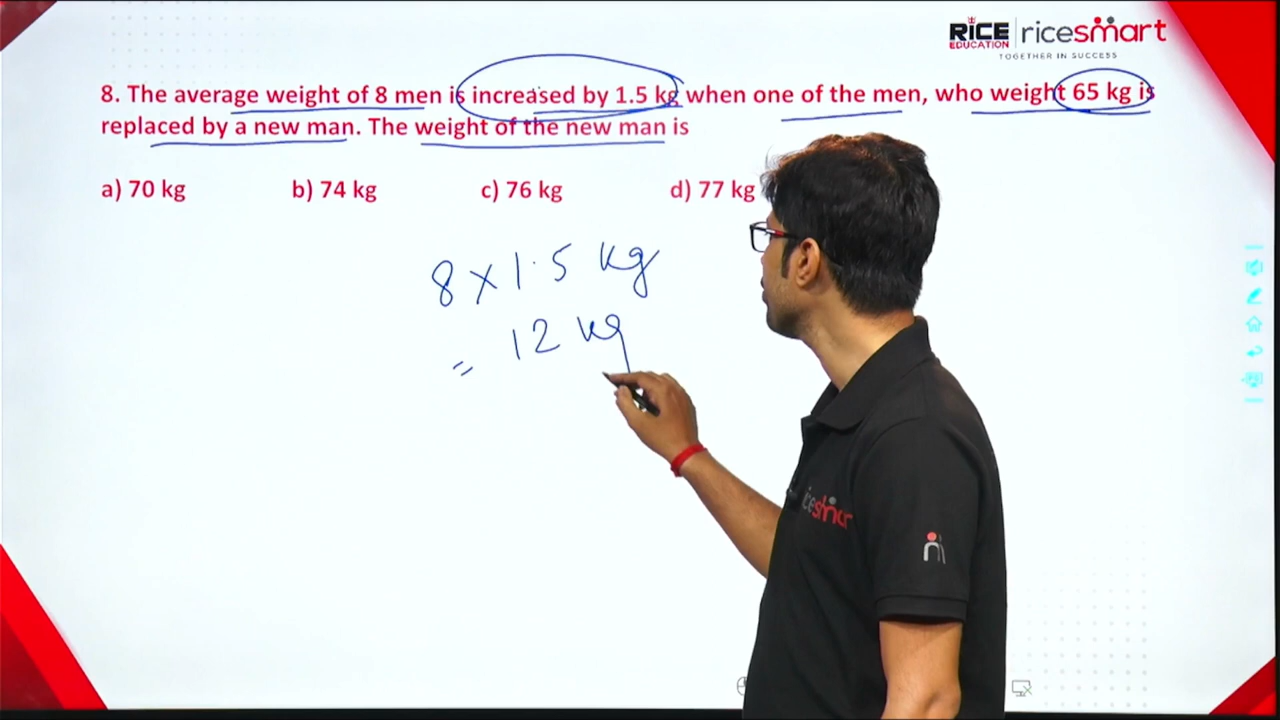 RICE EDUCATION ricesmart
TOGETHER IN SUCCESS
8. The average weight of 8 men is increased by 1.5 kg when one of the men, who weight 65 kg is
replaced by a new man. The weight of the new man is
a) 70 kg b) 74 kg c) 76 kg d) 77 kg
8 x 1.5 kg
= 12 kg
ricesmar